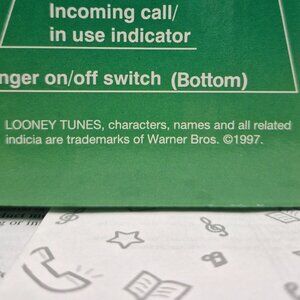 Incoming call/
in use indicator
nger on/off switch (Bottom)
LOONEY TUNES, characters, names and all related
indicia are trademarks of Warner Bros. ©1997.